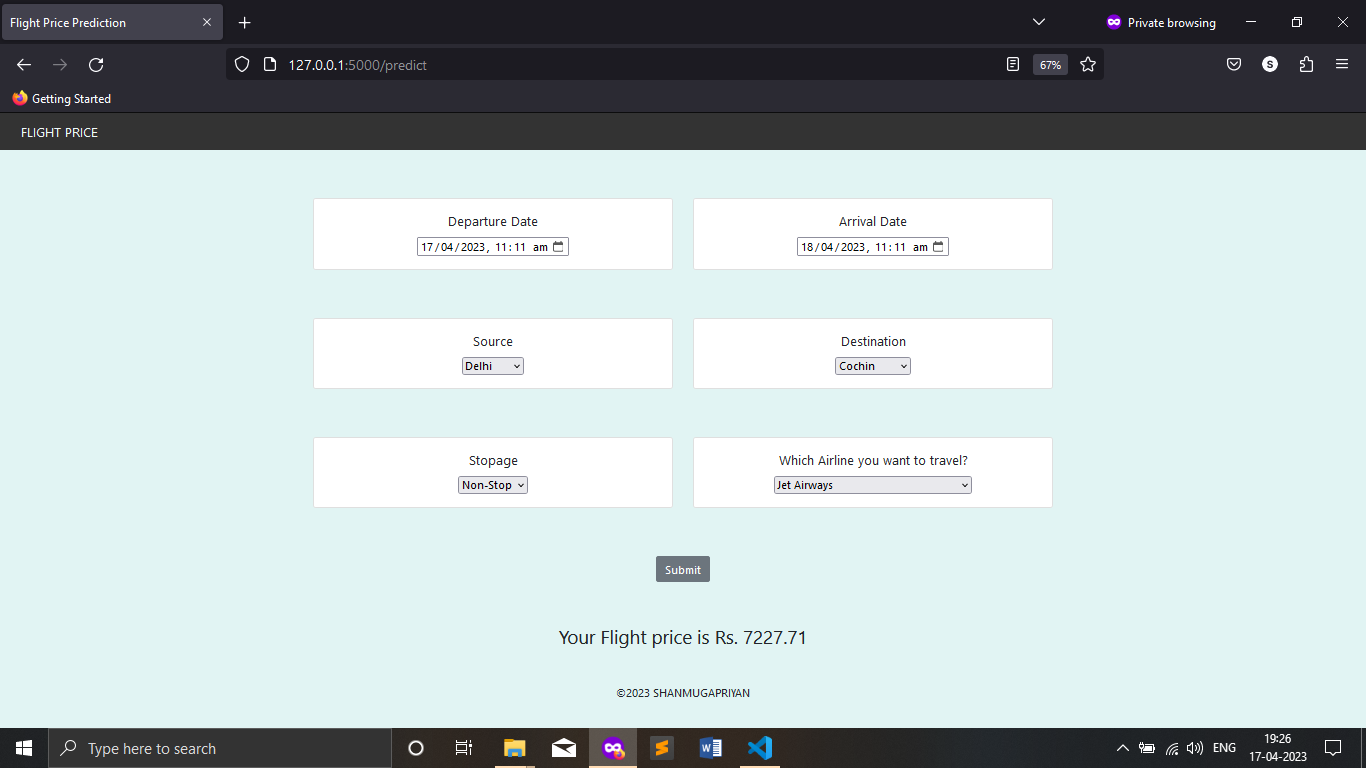 Flight Price Prediction
Private browsing
127.0.0.1:5000/predict
67%
S
Getting Started
FLIGHT PRICE
Departure Date
Arrival Date
17/04/2023, 11:11 am
18/04/2023, 11:11 am
Source
Destination
Delhi
Cochin
Stopage
Which Airline you want to travel?
Non-Stop
Jet Airways
Submit
Your Flight price is Rs. 7227.71
©2023 SHANMUGAPRIYAN
Type here to search
ENG
19:26
17-04-2023